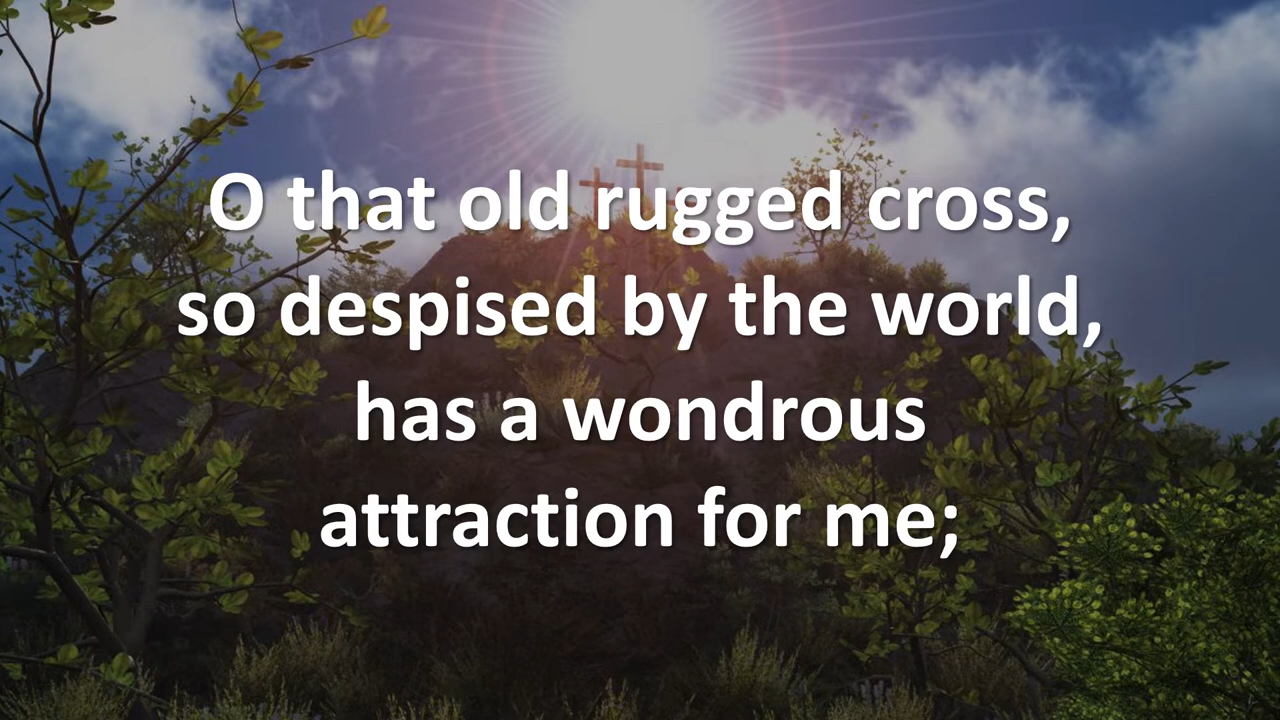 O that old rugged cross,
so despised by the world,
has a wondrous
attraction for me;